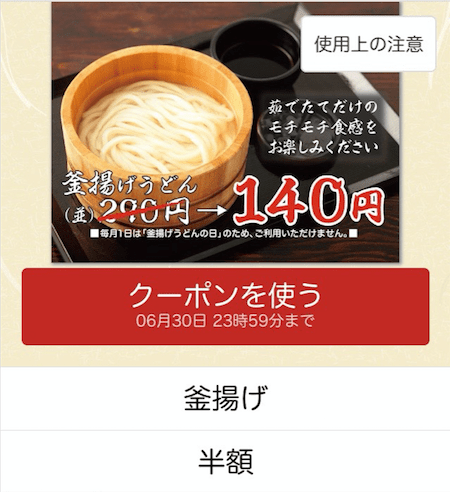 使用上の注意
茹でたてだけの
モチモチ食感を
お楽しみください
釜揚げうどん
(並)290円→140円
■毎月1日は「釜揚げうどんの日」のため、ご利用いただけません。■
クーポンを使う
06月30日 23時59分まで
釜揚げ
半額